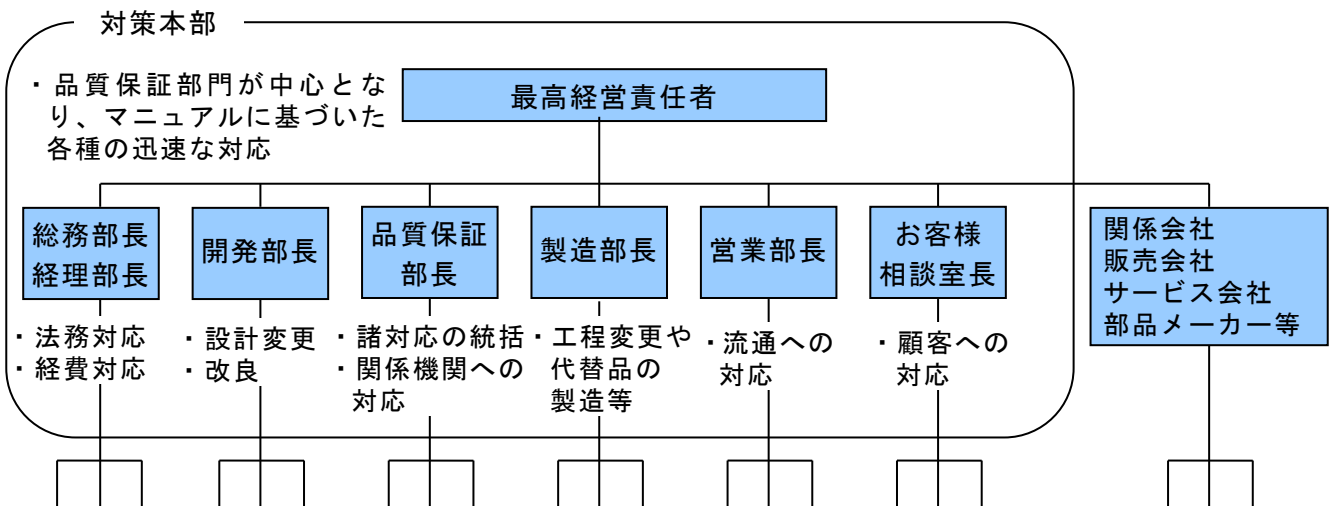 対策本部
・品質保証部門が中心とな
り、マニュアルに基づいた
各種の迅速な対応
最高経営責任者
総務部長
経理部長
開発部長
品質保証
部長
製造部長
営業部長
お客様
相談室長
関係会社
販売会社
サービス会社
部品メーカー等
・法務対応
・経費対応
・設計変更
・改良
・諸対応の統括
・関係機関への
対応
・工程変更や
代替品の
製造等
・流通への
対応
・顧客への
対応